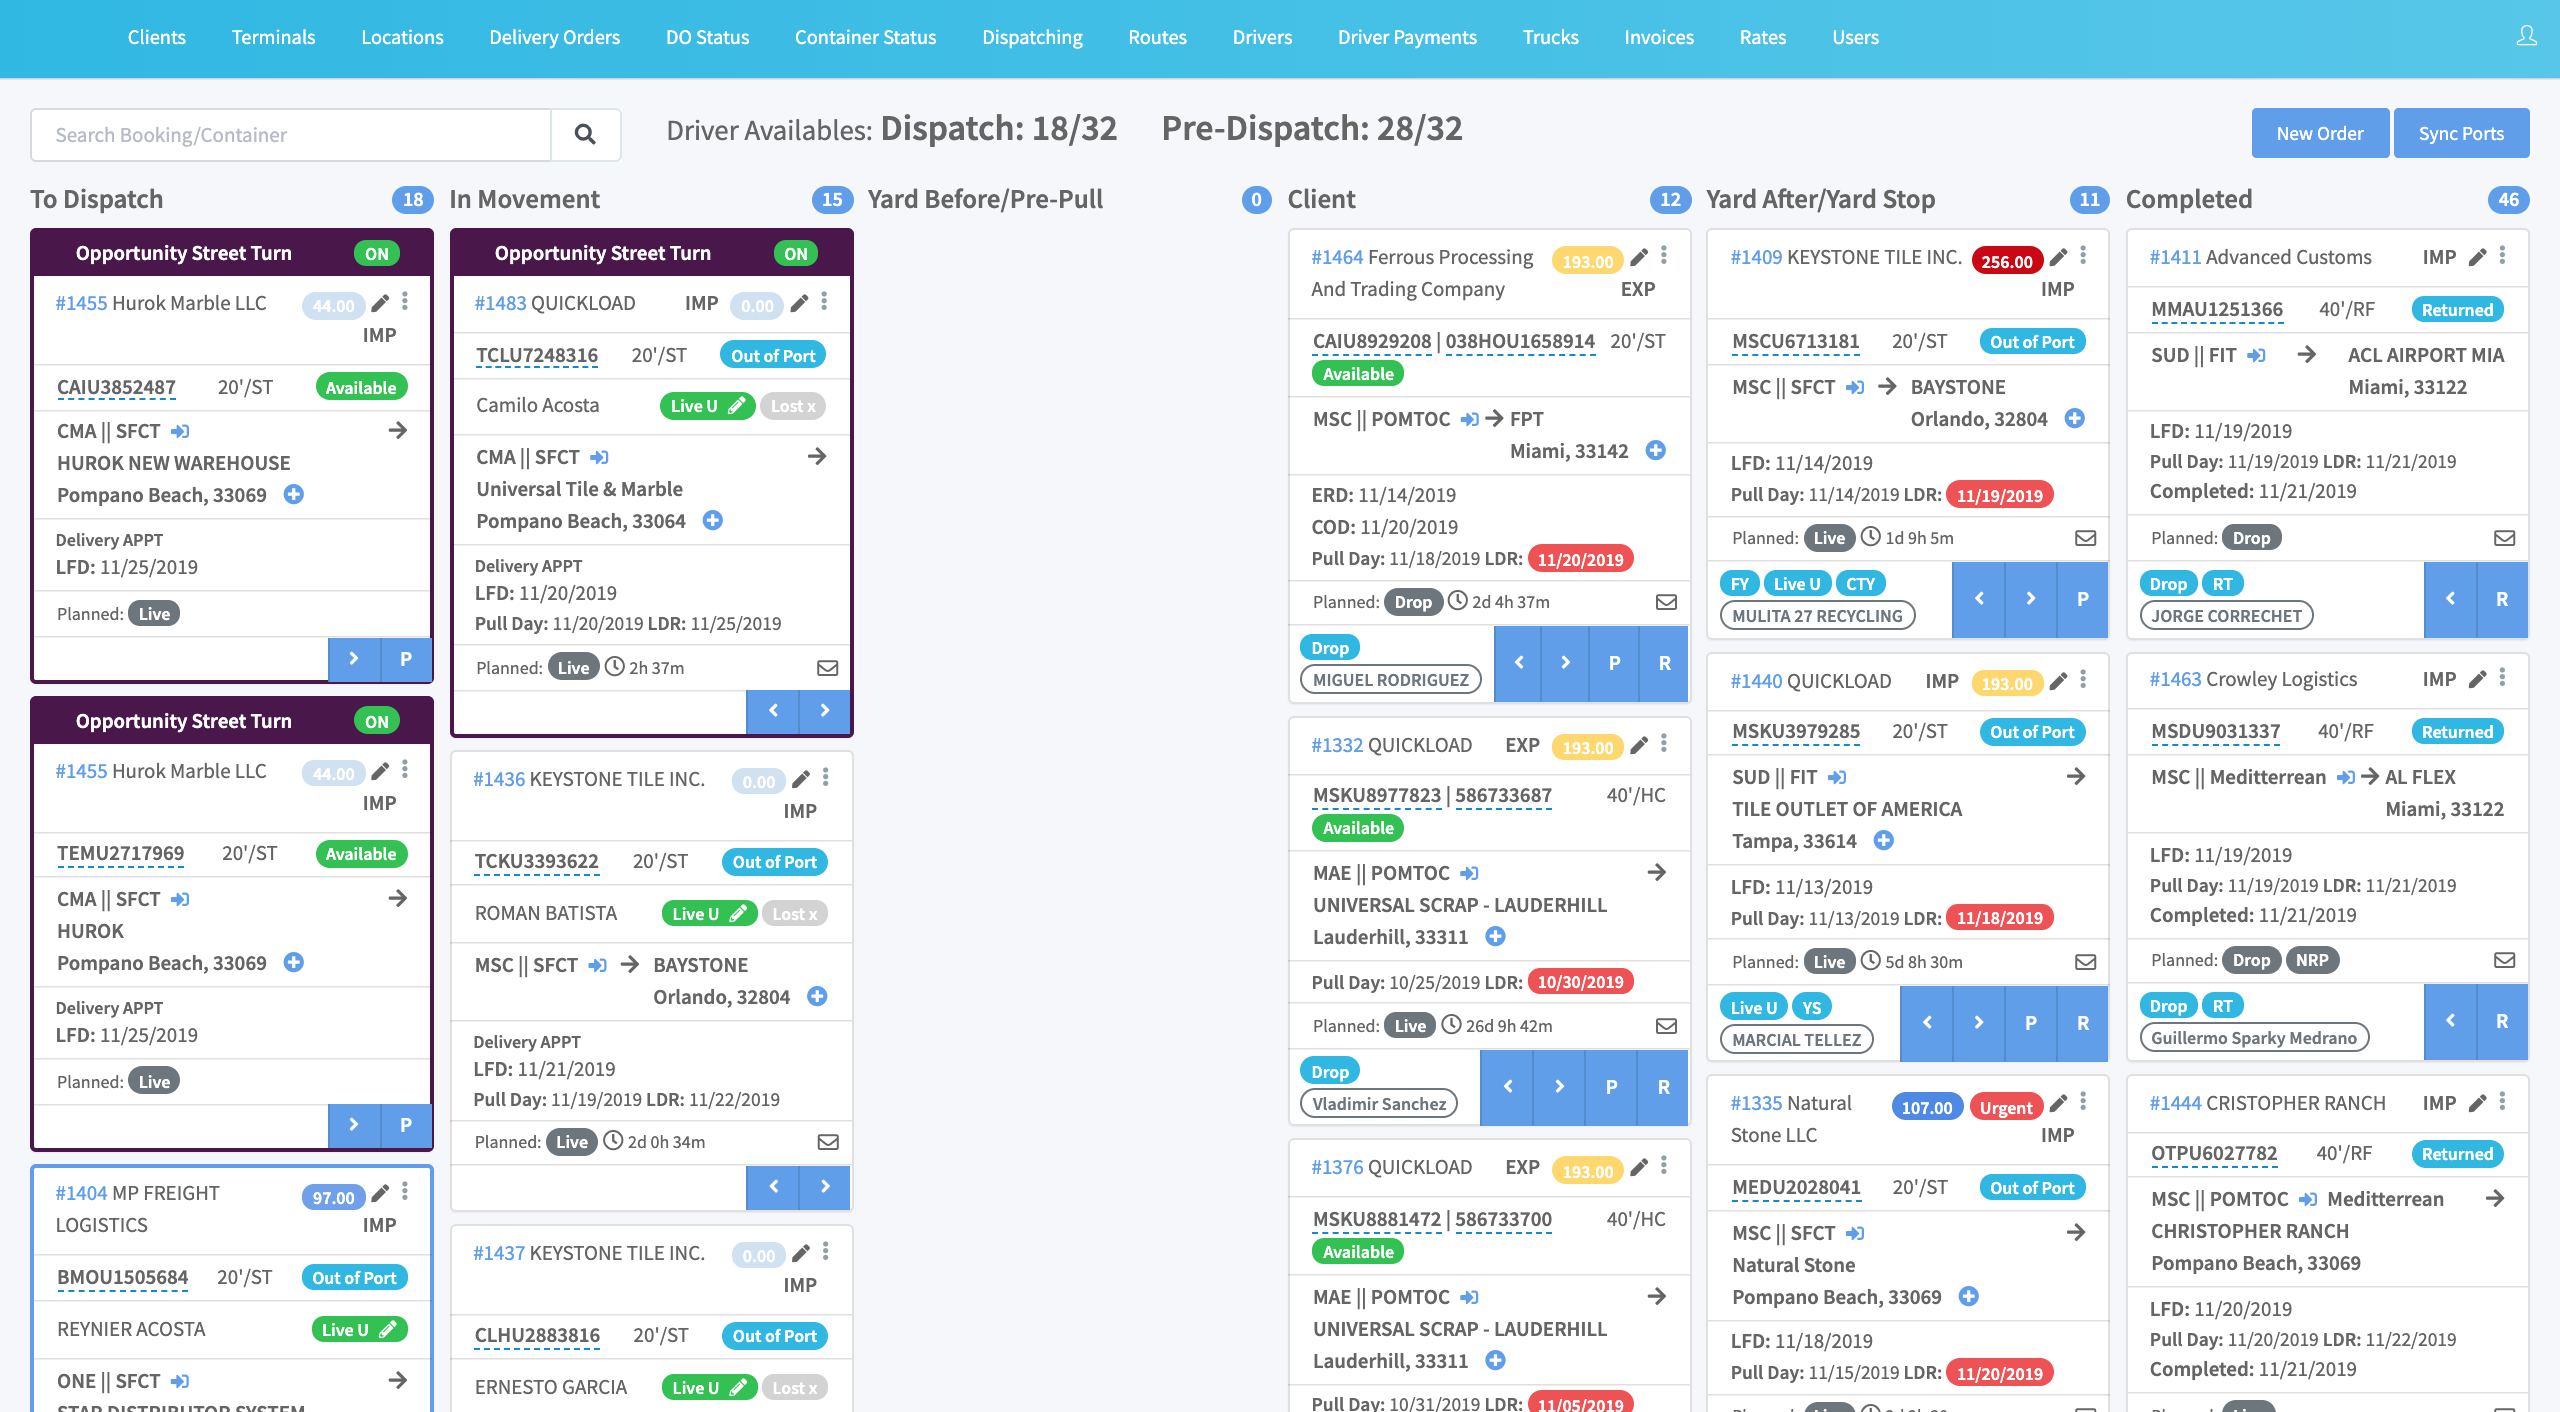 Clients Terminals Locations Delivery Orders DO Status Container Status Dispatching Routes Drivers Driver Payments Trucks Invoices Rates Users
Search Booking/Container
Driver Availables: Dispatch: 18/32 Pre-Dispatch: 28/32
New Order Sync Ports
To Dispatch 18
Opportunity Street Turn ON
#1455 Hurok Marble LLC 44.00
IMP
CAIU3852487 20'/ST Available
CMA || SFCT
HUROK NEW WAREHOUSE
Pompano Beach, 33069
Delivery APPT
LFD: 11/25/2019
Planned: Live
P
Opportunity Street Turn ON
#1455 Hurok Marble LLC 44.00
IMP
TEMU2717969 20'/ST Available
CMA || SFCT
HUROK
Pompano Beach, 33069
Delivery APPT
LFD: 11/25/2019
Planned: Live
P
#1404 MP FREIGHT 97.00
LOGISTICS IMP
BMOU1505684 20'/ST Out of Port
REYNIER ACOSTA Live U
ONE || SFCT
STAR DISTRIBUTOR SYSTEM
In Movement 15
Opportunity Street Turn ON
#1483 QUICKLOAD IMP 0.00
TCLU7248316 20'/ST Out of Port
Camilo Acosta Live U Lost x
CMA || SFCT
Universal Tile & Marble
Pompano Beach, 33064
Delivery APPT
LFD: 11/20/2019
Pull Day: 11/20/2019 LDR: 11/25/2019
Planned: Live 2h 37m
#1436 KEYSTONE TILE INC. 0.00
IMP
TCKU3393622 20'/ST Out of Port
ROMAN BATISTA Live U Lost x
MSC || SFCT BAYSTONE
Orlando, 32804
Delivery APPT
LFD: 11/21/2019
Pull Day: 11/19/2019 LDR: 11/22/2019
Planned: Live 2d 0h 34m
#1437 KEYSTONE TILE INC. 0.00
IMP
CLHU2883816 20'/ST Out of Port
ERNESTO GARCIA Live U Lost x
Yard Before/Pre-Pull 0
Client 12
#1464 Ferrous Processing 193.00
And Trading Company EXP
CAIU8929208 | 038HOU1658914 20'/ST
Available
MSC || POMTOC FPT
Miami, 33142
ERD: 11/14/2019
COD: 11/20/2019
Pull Day: 11/18/2019 LDR: 11/20/2019
Planned: Drop 2d 4h 37m
Drop
MIGUEL RODRIGUEZ
P R
#1332 QUICKLOAD EXP 193.00
MSKU8977823 | 586733687 40'/HC
Available
MAE || POMTOC
UNIVERSAL SCRAP - LAUDERHILL
Lauderhill, 33311
Pull Day: 10/25/2019 LDR: 10/30/2019
Planned: Live 26d 9h 42m
Drop
Vladimir Sanchez
P R
#1376 QUICKLOAD EXP 193.00
MSKU8881472 | 586733700 40'/HC
Available
MAE || POMTOC
UNIVERSAL SCRAP - LAUDERHILL
Lauderhill, 33311
Pull Day: 10/31/2019 LDR: 11/05/2019
Yard After/Yard Stop 11
#1409 KEYSTONE TILE INC. 256.00
IMP
MSCU6713181 20'/ST Out of Port
MSC || SFCT BAYSTONE
Orlando, 32804
LFD: 11/14/2019
Pull Day: 11/14/2019 LDR: 11/19/2019
Planned: Live 1d 9h 5m
FY Live U CTY
MULITA 27 RECYCLING
P
#1440 QUICKLOAD IMP 193.00
MSKU3979285 20'/ST Out of Port
SUD || FIT
TILE OUTLET OF AMERICA
Tampa, 33614
LFD: 11/13/2019
Pull Day: 11/13/2019 LDR: 11/18/2019
Planned: Live 5d 8h 30m
Live U YS
MARCIAL TELLEZ
P R
#1335 Natural 107.00 Urgent
Stone LLC IMP
MEDU2028041 20'/ST Out of Port
MSC || SFCT
Natural Stone
Pompano Beach, 33069
LFD: 11/18/2019
Pull Day: 11/15/2019 LDR: 11/20/2019
Completed 46
#1411 Advanced Customs IMP
MMAU1251366 40'/RF Returned
SUD || FIT ACL AIRPORT MIA
Miami, 33122
LFD: 11/19/2019
Pull Day: 11/19/2019 LDR: 11/21/2019
Completed: 11/21/2019
Planned: Drop
Drop RT
JORGE CORRECHET
R
#1463 Crowley Logistics IMP
MSDU9031337 40'/RF Returned
MSC || Meditterrean AL FLEX
Miami, 33122
LFD: 11/19/2019
Pull Day: 11/19/2019 LDR: 11/21/2019
Completed: 11/21/2019
Planned: Drop NRP
Drop RT
Guillermo Sparky Medrano
R
#1444 CRISTOPHER RANCH IMP
OTPU6027782 40'/RF Returned
MSC || POMTOC Meditterrean
CHRISTOPHER RANCH
Pompano Beach, 33069
LFD: 11/20/2019
Pull Day: 11/20/2019 LDR: 11/22/2019
Completed: 11/21/2019